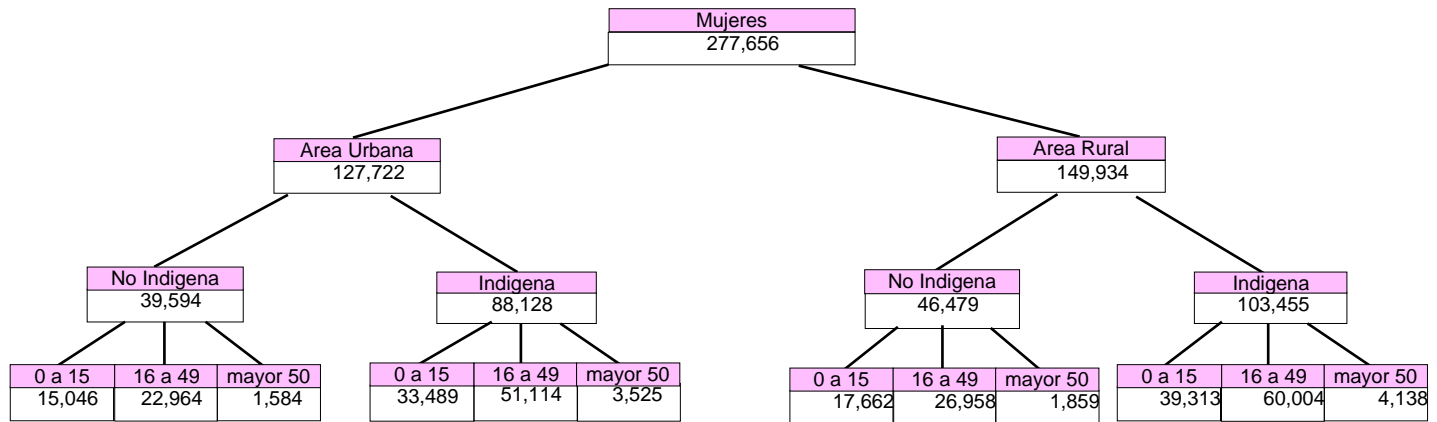 Mujeres
277,656
Area Urbana
127,722
Area Rural
149,934
No Indigena
39,594
Indigena
88,128
No Indigena
46,479
Indigena
103,455
0 a 15 16 a 49 mayor 50
15,046 22,964 1,584
0 a 15 16 a 49 mayor 50
33,489 51,114 3,525
0 a 15 16 a 49 mayor 50
17,662 26,958 1,859
0 a 15 16 a 49 mayor 50
39,313 60,004 4,138